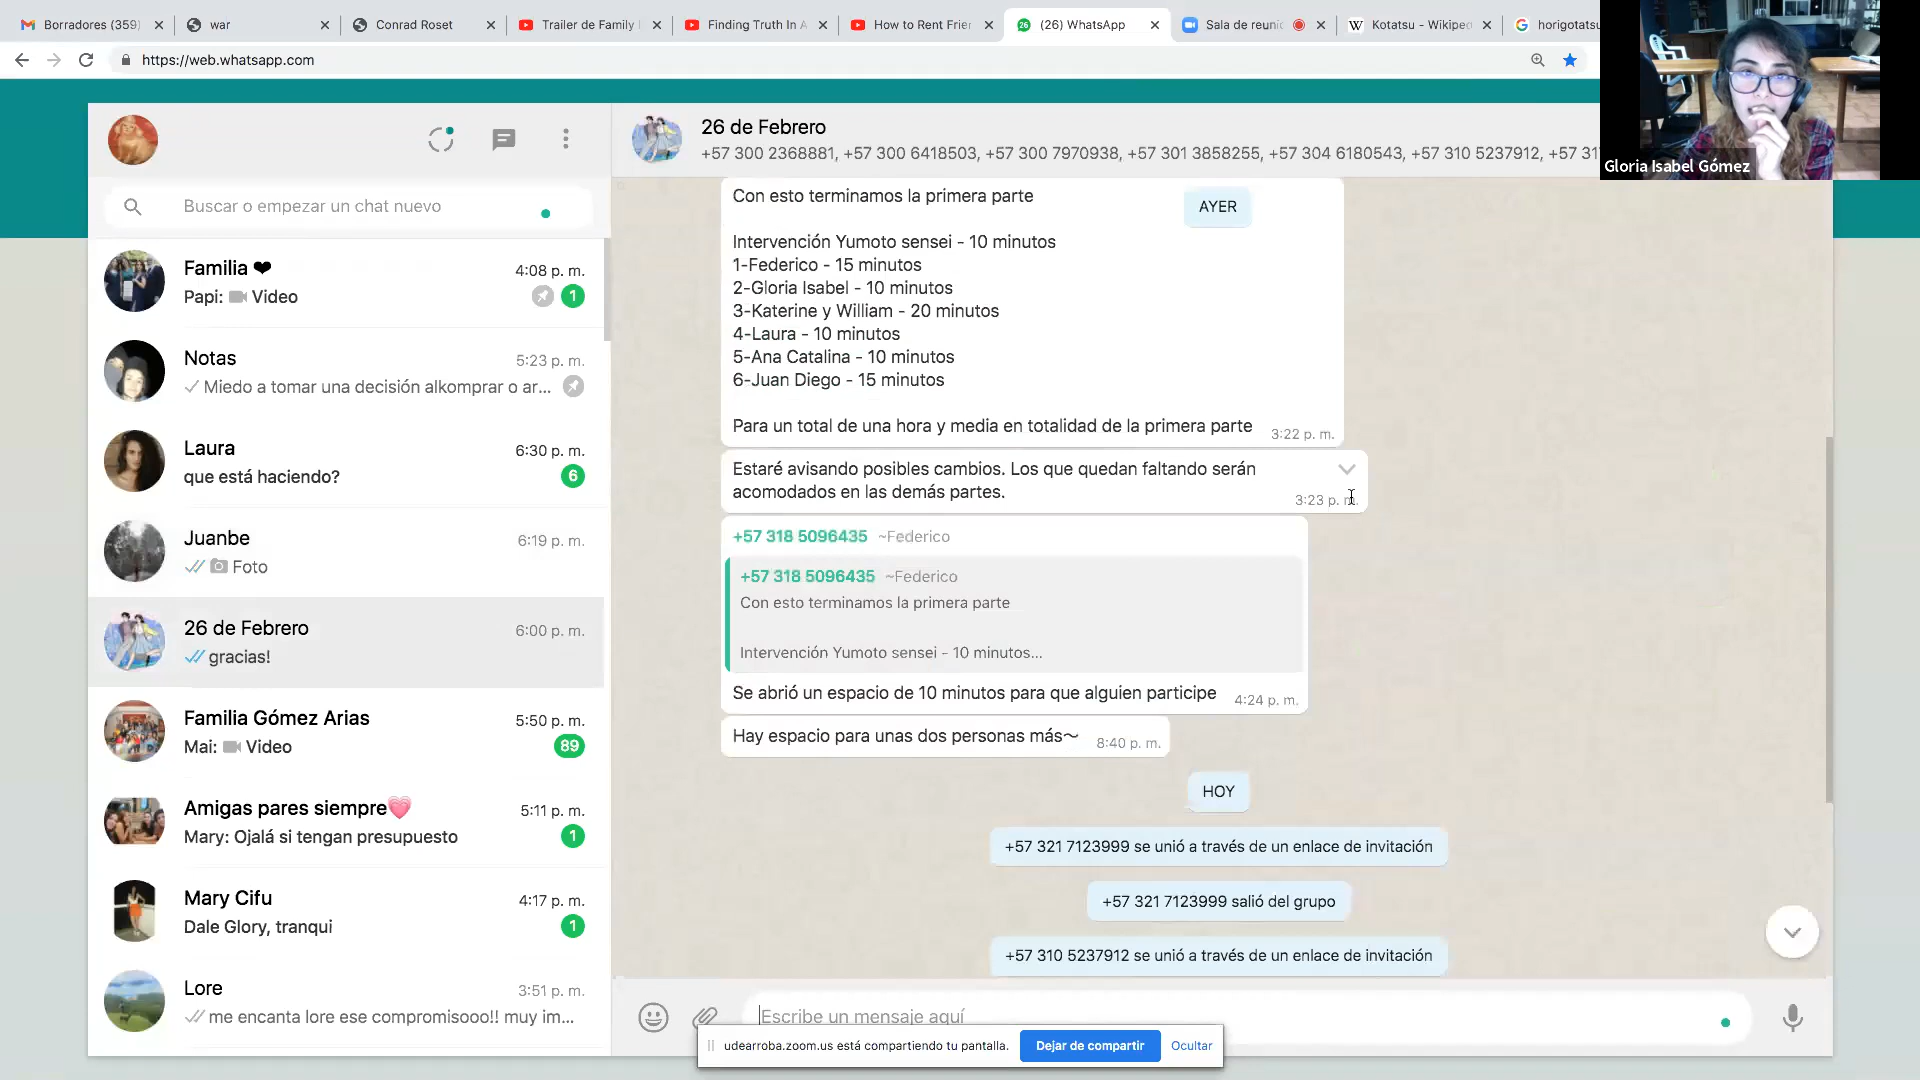 Borradores (359)
war
Conrad Roset
Trailer de Family
Finding Truth In A
How to Rent Frie
(26) WhatsApp
Sala de reuni
Kotatsu - Wikiped
horigotatsu
https://web.whatsapp.com
Gloria Isabel Gómez
Buscar o empezar un chat nuevo
Familia ❤
4:08 p. m.
Papi: Video
1
Notas
5:23 p. m.
Miedo a tomar una decisión alkomprar o ar...
Laura
6:30 p. m.
que está haciendo?
6
Juanbe
6:19 p. m.
Foto
26 de Febrero
6:00 p. m.
gracias!
Familia Gómez Arias
5:50 p. m.
Mai: Video
89
Amigas pares siempre💗
5:11 p. m.
Mary: Ojalá si tengan presupuesto
1
Mary Cifu
4:17 p. m.
Dale Glory, tranqui
1
Lore
3:51 p. m.
me encanta lore ese compromisooo!! muy im...
26 de Febrero
+57 300 2368881, +57 300 6418503, +57 300 7970938, +57 301 3858255, +57 304 6180543, +57 310 5237912, +57 31
Con esto terminamos la primera parte
AYER
Intervención Yumoto sensei - 10 minutos
1-Federico - 15 minutos
2-Gloria Isabel - 10 minutos
3-Katerine y William - 20 minutos
4-Laura - 10 minutos
5-Ana Catalina - 10 minutos
6-Juan Diego - 15 minutos
Para un total de una hora y media en totalidad de la primera parte
3:22 p. m.
Estaré avisando posibles cambios. Los que quedan faltando serán
acomodados en las demás partes.
3:23 p. m.
+57 318 5096435 ~Federico
+57 318 5096435 ~Federico
Con esto terminamos la primera parte
Intervención Yumoto sensei - 10 minutos...
Se abrió un espacio de 10 minutos para que alguien participe
4:24 p. m.
Hay espacio para unas dos personas más〜
8:40 p. m.
HOY
+57 321 7123999 se unió a través de un enlace de invitación
+57 321 7123999 salió del grupo
+57 310 5237912 se unió a través de un enlace de invitación
Escribe un mensaje aquí
udearroba.zoom.us está compartiendo tu pantalla.
Dejar de compartir
Ocultar